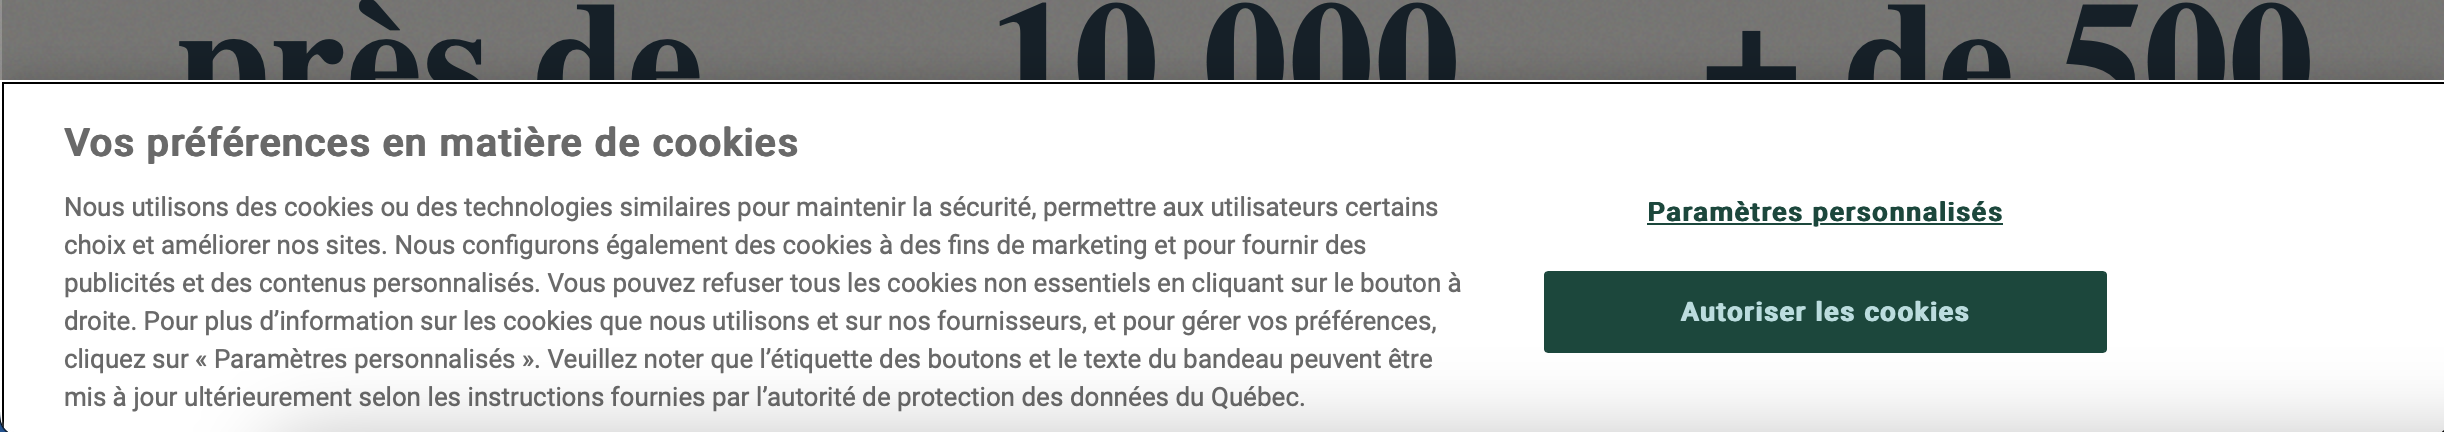 près de 10 000 + de 500
Vos préférences en matière de cookies
Nous utilisons des cookies ou des technologies similaires pour maintenir la sécurité, permettre aux utilisateurs certains
choix et améliorer nos sites. Nous configurons également des cookies à des fins de marketing et pour fournir des
publicités et des contenus personnalisés. Vous pouvez refuser tous les cookies non essentiels en cliquant sur le bouton à
droite. Pour plus d’information sur les cookies que nous utilisons et sur nos fournisseurs, et pour gérer vos préférences,
cliquez sur « Paramètres personnalisés ». Veuillez noter que l’étiquette des boutons et le texte du bandeau peuvent être
mis à jour ultérieurement selon les instructions fournies par l’autorité de protection des données du Québec.
Paramètres personnalisés
Autoriser les cookies